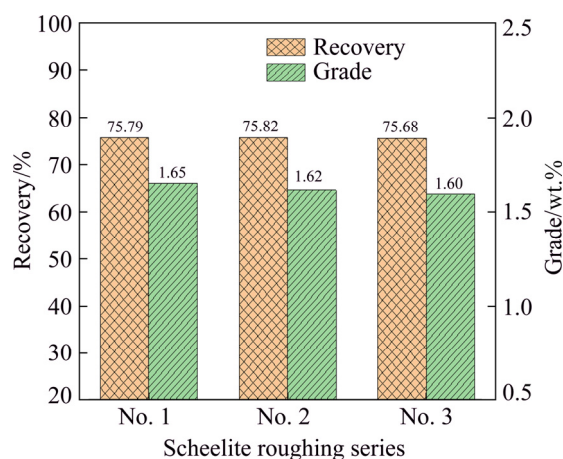 100
90
80
70
60
50
40
30
20
Recovery/%
2.5
2.0
1.5
1.0
0.5
Grade/wt.%
Recovery
Grade
75.79
1.65
75.82
1.62
75.68
1.60
No. 1
No. 2
No. 3
Scheelite roughing series